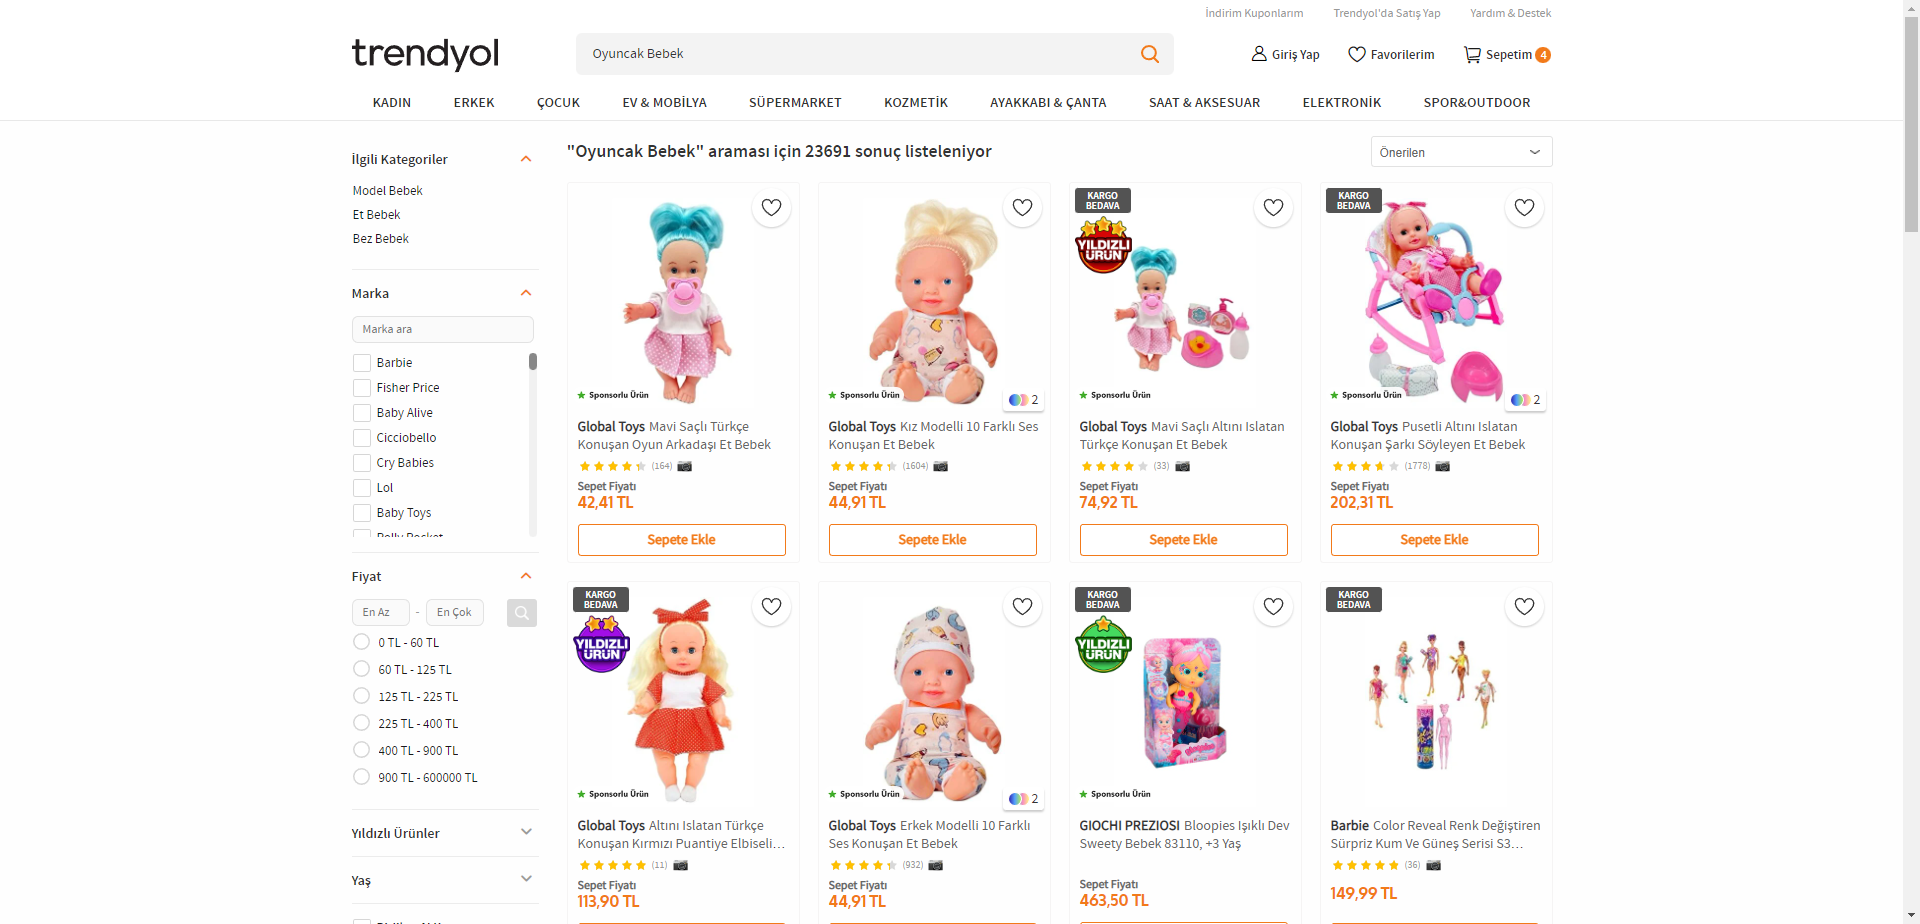 İndirim Kuponlarım
Trendyol'da Satış Yap
Yardım & Destek
trendyol
Oyuncak Bebek
Giriş Yap
Favorilerim
Sepetim 4
KADIN
ERKEK
ÇOCUK
EV & MOBİLYA
SÜPERMARKET
KOZMETİK
AYAKKABI & ÇANTA
SAAT & AKSESUAR
ELEKTRONİK
SPOR&OUTDOOR
İlgili Kategoriler
Model Bebek
Et Bebek
Bez Bebek
Marka
Marka ara
Barbie
Fisher Price
Baby Alive
Cicciobello
Cry Babies
Lol
Baby Toys
Polly Pocket
Fiyat
En Az - En Çok
0 TL - 60 TL
60 TL - 125 TL
125 TL - 225 TL
225 TL - 400 TL
400 TL - 900 TL
900 TL - 600000 TL
Yıldızlı Ürünler
Yaş
"Oyuncak Bebek" araması için 23691 sonuç listeleniyor
Önerilen
Sponsorlu Ürün
Global Toys Mavi Saçlı Türkçe
Konuşan Oyun Arkadaşı Et Bebek
(164)
Sepet Fiyatı
42,41 TL
Sepete Ekle
Sponsorlu Ürün
2
Global Toys Kız Modelli 10 Farklı Ses
Konuşan Et Bebek
(1604)
Sepet Fiyatı
44,91 TL
Sepete Ekle
KARGO
BEDAVA
YILDIZLI
ÜRÜN
Sponsorlu Ürün
Global Toys Mavi Saçlı Altını Islatan
Türkçe Konuşan Et Bebek
(33)
Sepet Fiyatı
74,92 TL
Sepete Ekle
KARGO
BEDAVA
Sponsorlu Ürün
2
Global Toys Pusetli Altını Islatan
Konuşan Şarkı Söyleyen Et Bebek
(1778)
Sepet Fiyatı
202,31 TL
Sepete Ekle
KARGO
BEDAVA
YILDIZLI
ÜRÜN
Sponsorlu Ürün
Global Toys Altını Islatan Türkçe
Konuşan Kırmızı Puantiye Elbiseli...
(11)
Sepet Fiyatı
113,90 TL
Sponsorlu Ürün
2
Global Toys Erkek Modelli 10 Farklı
Ses Konuşan Et Bebek
(932)
Sepet Fiyatı
44,91 TL
KARGO
BEDAVA
YILDIZLI
ÜRÜN
Sponsorlu Ürün
GIOCHI PREZIOSI Bloopies Işıklı Dev
Sweety Bebek 83110, +3 Yaş
Sepet Fiyatı
463,50 TL
KARGO
BEDAVA
Barbie Color Reveal Renk Değiştiren
Sürpriz Kum Ve Güneş Serisi S3...
(36)
149,99 TL